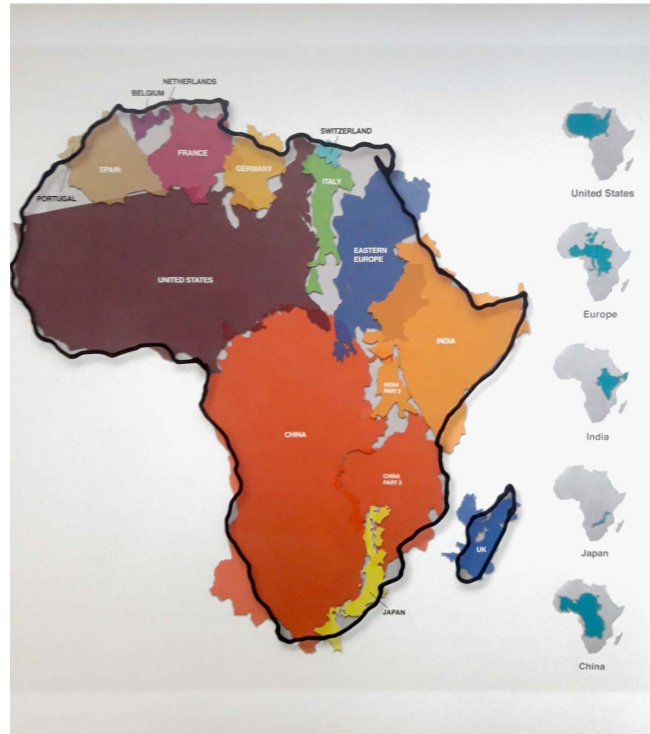 NETHERLANDS
BELGIUM
SWITZERLAND
FRANCE
SPAIN
GERMANY
ITALY
PORTUGAL
EASTERN
EUROPE
UNITED STATES
INDIA
INDIA
PART 2
CHINA
CHINA
PART 2
UK
JAPAN
United States
Europe
India
Japan
China